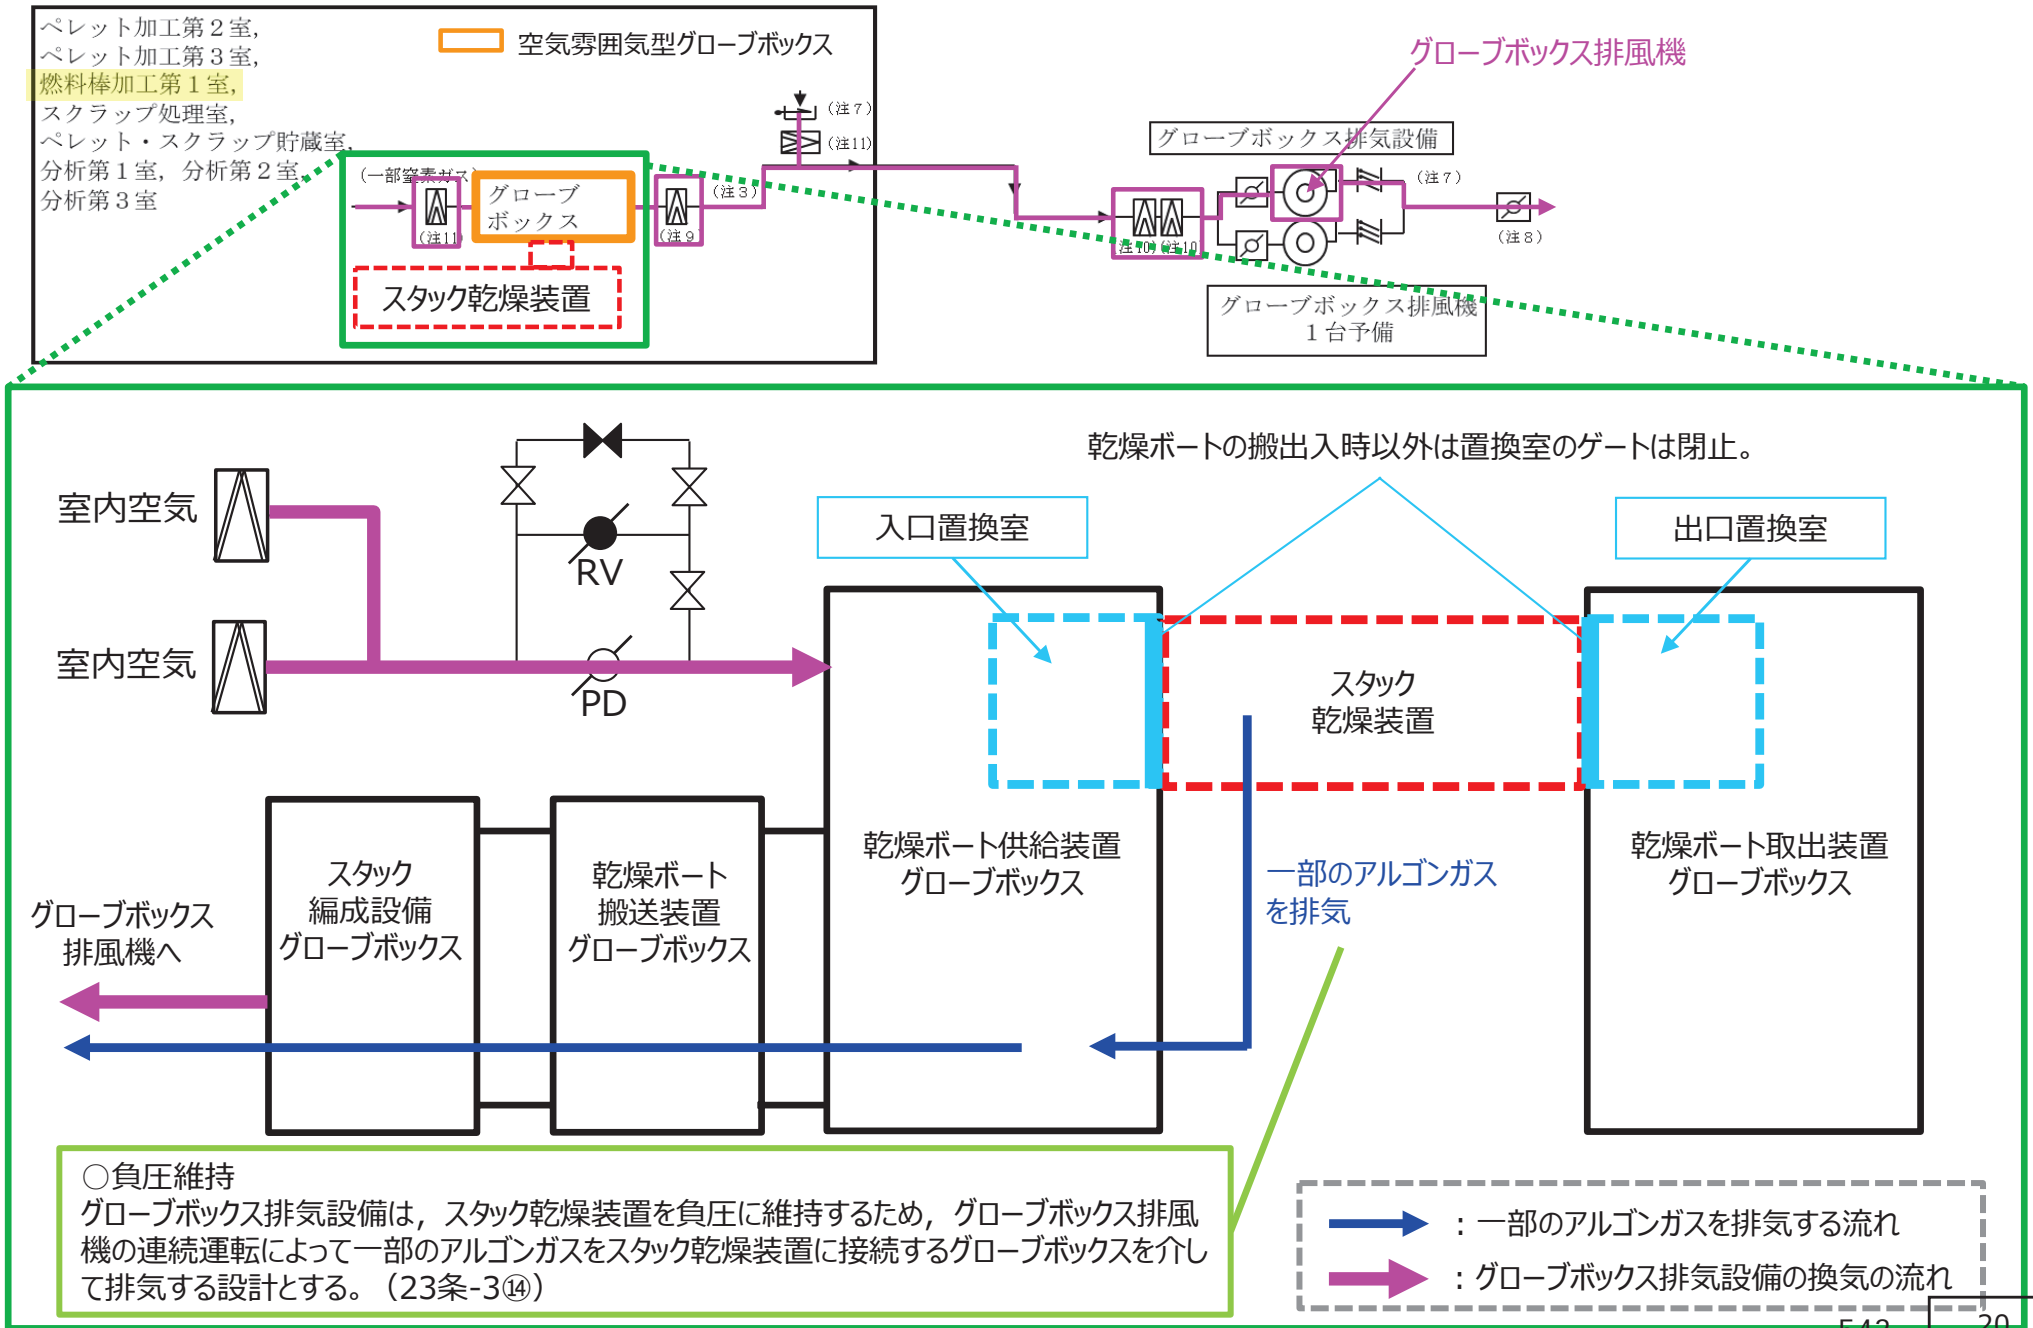 ペレット加工第２室，
ペレット加工第３室，
燃料棒加工第１室，
スクラップ処理室，
ペレット・スクラップ貯蔵室，
分析第１室，分析第２室，
分析第３室
空気雰囲気型グローブボックス
グローブボックス排風機
（注７）
（注11）
グローブボックス排気設備
（一部窒素ガス）
グローブ
ボックス
（注３）
（注11）
（注９）
（注10）（注10）
（注７）
（注８）
スタック乾燥装置
グローブボックス排風機
１台予備
乾燥ボートの搬出入時以外は置換室のゲートは閉止。
室内空気
RV
入口置換室
出口置換室
室内空気
PD
スタック
乾燥装置
スタック
編成設備
グローブボックス
乾燥ボート
搬送装置
グローブボックス
乾燥ボート供給装置
グローブボックス
一部のアルゴンガス
を排気
乾燥ボート取出装置
グローブボックス
グローブボックス
排風機へ
○負圧維持
グローブボックス排気設備は，スタック乾燥装置を負圧に維持するため，グローブボックス排風
機の連続運転によって一部のアルゴンガスをスタック乾燥装置に接続するグローブボックスを介し
て排気する設計とする。（23条-3⑭）
：一部のアルゴンガスを排気する流れ
：グローブボックス排気設備の換気の流れ
20